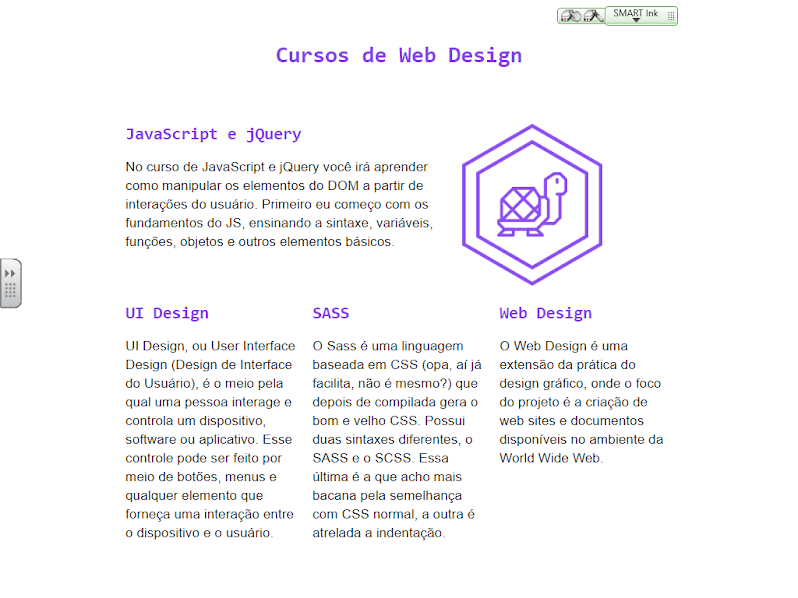 SMART Ink
Cursos de Web Design
JavaScript e jQuery
No curso de JavaScript e jQuery você irá aprender
como manipular os elementos do DOM a partir de
interações do usuário. Primeiro eu começo com os
fundamentos do JS, ensinando a sintaxe, variáveis,
funções, objetos e outros elementos básicos.
UI Design
UI Design, ou User Interface
Design (Design de Interface
do Usuário), é o meio pela
qual uma pessoa interage e
controla um dispositivo,
software ou aplicativo. Esse
controle pode ser feito por
meio de botões, menus e
qualquer elemento que
forneça uma interação entre
o dispositivo e o usuário.
SASS
O Sass é uma linguagem
baseada em CSS (opa, aí já
facilita, não é mesmo?) que
depois de compilada gera o
bom e velho CSS. Possui
duas sintaxes diferentes, o
SASS e o SCSS. Essa
última é a que acho mais
bacana pela semelhança
com CSS normal, a outra é
atrelada a indentação.
Web Design
O Web Design é uma
extensão da prática do
design gráfico, onde o foco
do projeto é a criação de
web sites e documentos
disponíveis no ambiente da
World Wide Web.